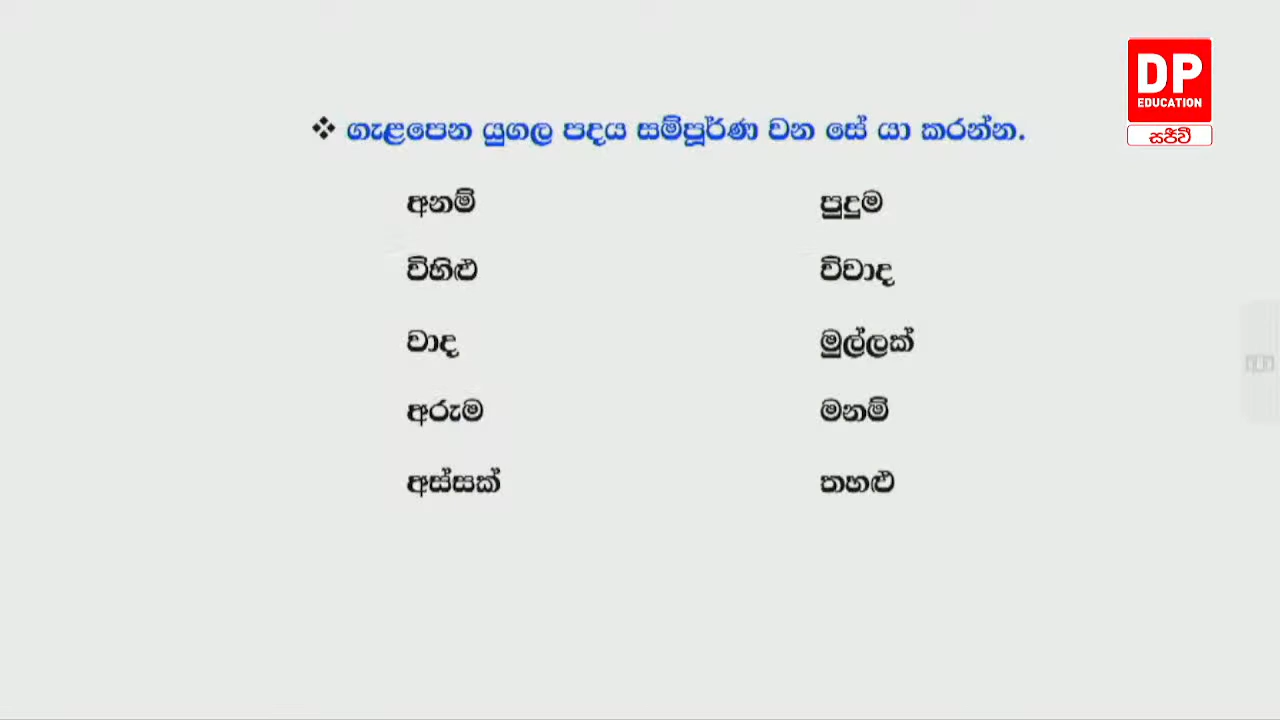 DP
EDUCATION
සජීවී
❖ ගැළපෙන යුගල පදය සම්පූර්ණ වන සේ යා කරන්න.
අනම් පුදුම
විහිළු විවාද
වාද මුල්ලක්
අරුම මනම්
අස්සක් තහළු